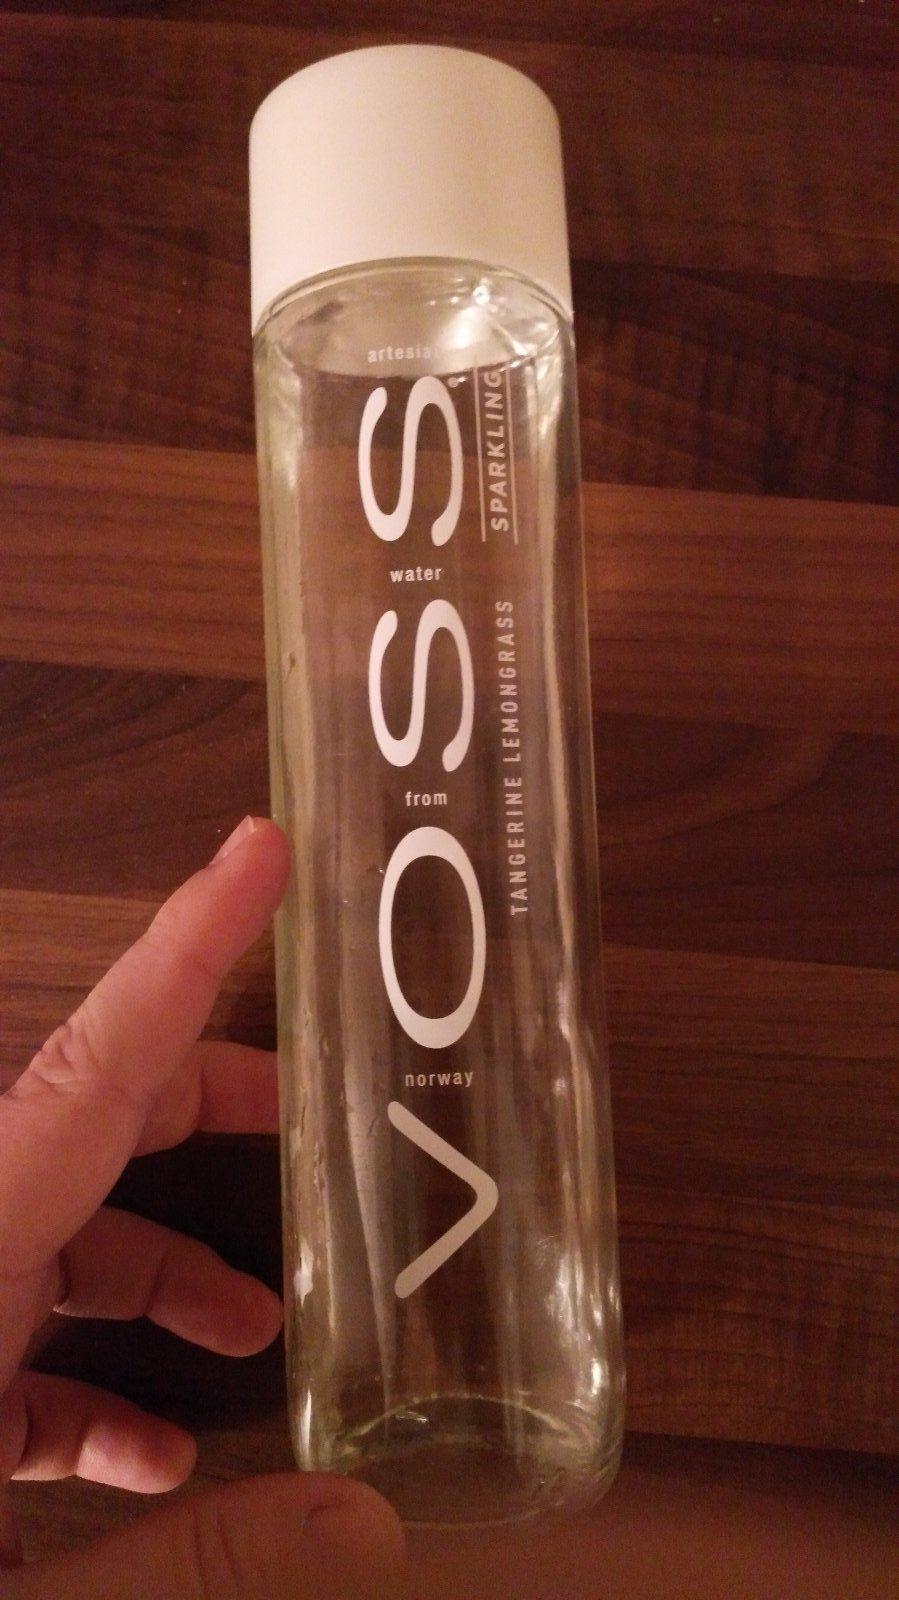 VOSS
artesian
water
from
norway
SPARKLING
TANGERINE LEMONGRASS